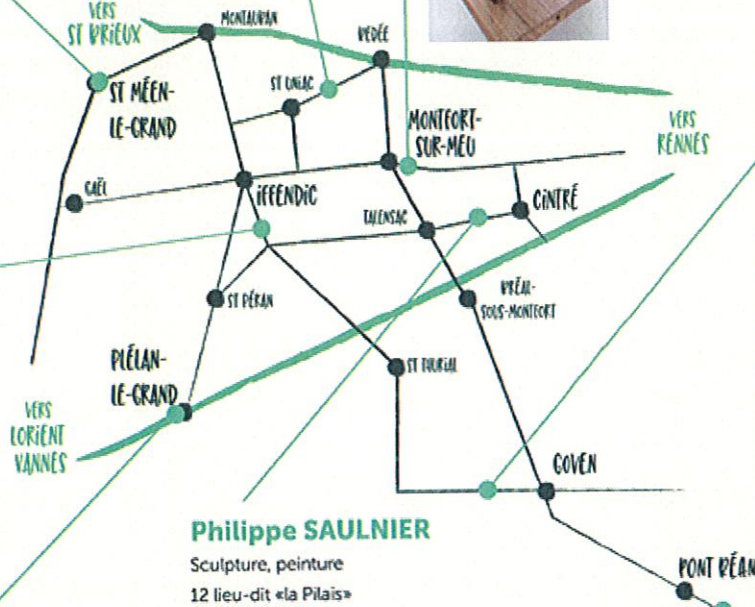 VERS
ST BRIEUX
MONTAUBAN
BÉDÉE
ST UNIAC
ST MÉEN-
LE-GRAND
MONTFORT-
SUR-MEU
VERS
RENNES
GAËL
IFFENDIC
TALENSAC
CINTRÉ
ST PÉRAN
BRÉAL-
SOUS-MONTFORT
PLÉLAN-
LE-GRAND
ST THURIAL
VERS
LORIENT
VANNES
GOVEN
PONT RÉAN
Philippe SAULNIER
Sculpture, peinture
12 lieu-dit «la Pilais»